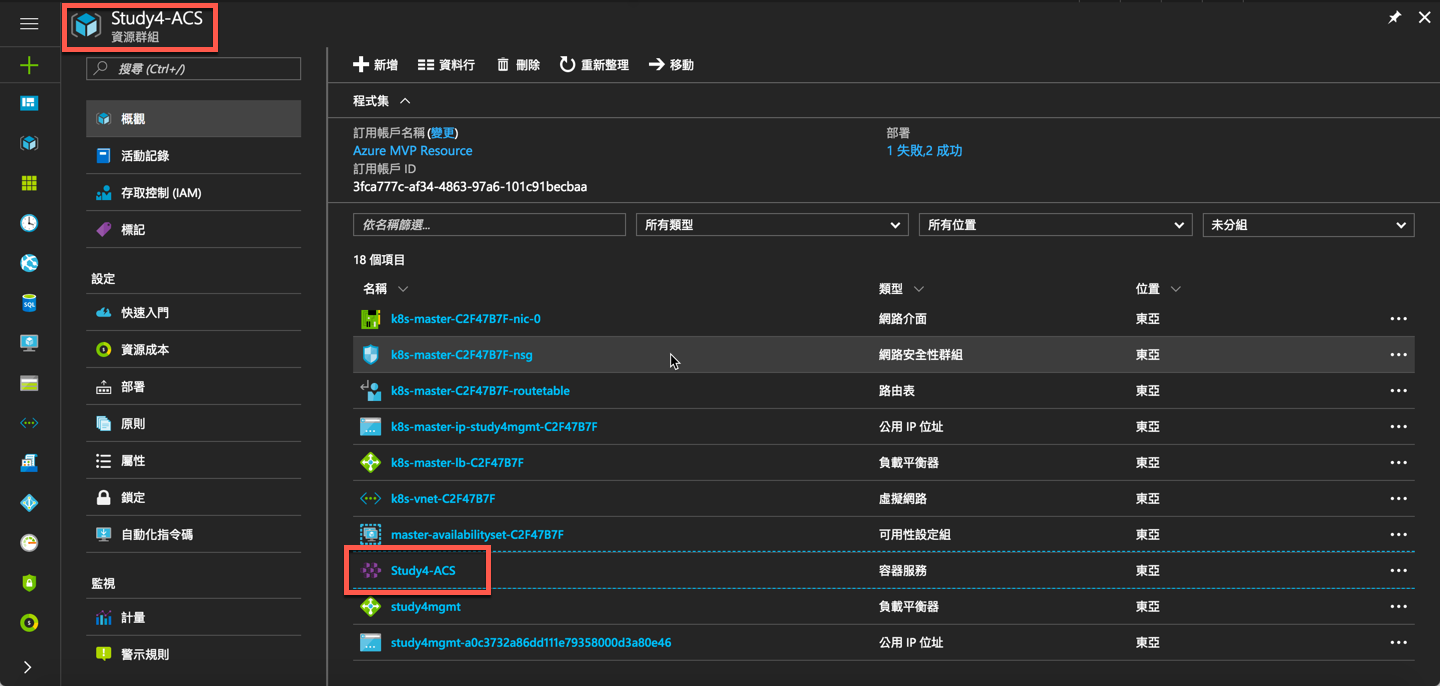 Study4-ACS
資源群組
搜尋 (Ctrl+/)
概觀
活動記錄
存取控制 (IAM)
標記
設定
快速入門
資源成本
部署
原則
屬性
鎖定
自動化指令碼
監視
計量
警示規則
新增 資料行 刪除 重新整理 移動
程式集
訂用帳戶名稱 (變更) 部署
Azure MVP Resource 1 失敗,2 成功
訂用帳戶 ID
3fca777c-af34-4863-97a6-101c91becbaa
依名稱篩選... 所有類型 所有位置 未分組
18 個項目
名稱 類型 位置
k8s-master-C2F47B7F-nic-0 網路介面 東亞
k8s-master-C2F47B7F-nsg 網路安全性群組 東亞
k8s-master-C2F47B7F-routetable 路由表 東亞
k8s-master-ip-study4mgmt-C2F47B7F 公用 IP 位址 東亞
k8s-master-lb-C2F47B7F 負載平衡器 東亞
k8s-vnet-C2F47B7F 虛擬網路 東亞
master-availabilityset-C2F47B7F 可用性設定組 東亞
Study4-ACS 容器服務 東亞
study4mgmt 負載平衡器 東亞
study4mgmt-a0c3732a86dd111e79358000d3a80e46 公用 IP 位址 東亞